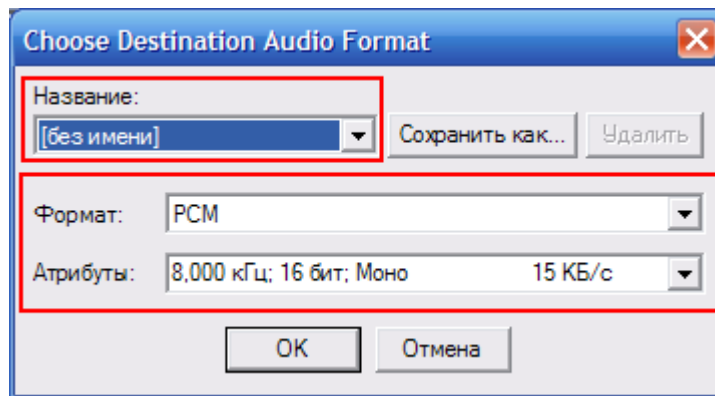 Choose Destination Audio Format
Название:
[без имени]
Сохранить как...
Удалить
Формат:
PCM
Атрибуты:
8,000 кГц; 16 бит; Моно 15 КБ/с
OK
Отмена